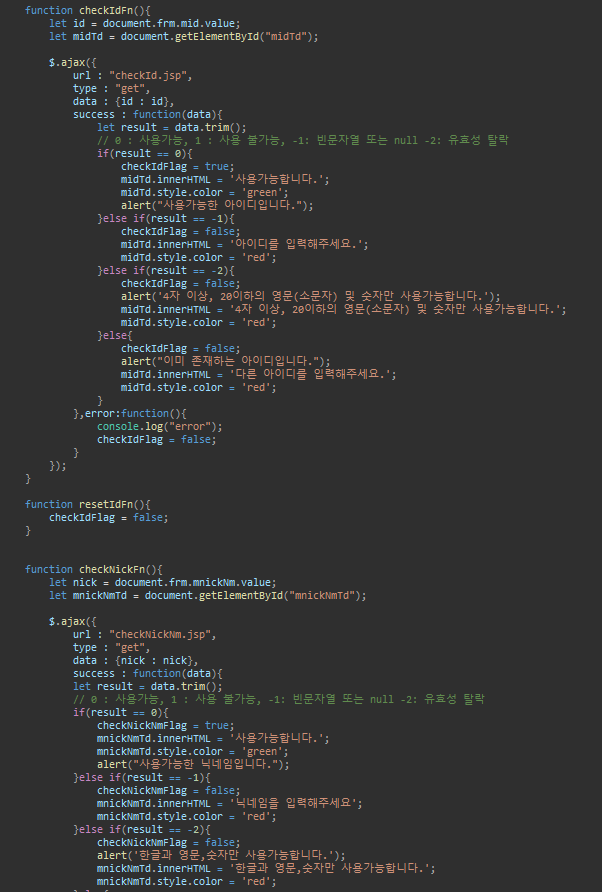 function checkIdFn(){
    let id = document.frm.mid.value;
    let midTd = document.getElementById("midTd");
    $.ajax({
        url : "checkId.jsp",
        type : "get",
        data : {id : id},
        success : function(data){
            let result = data.trim();
            // 0 : 사용가능, 1 : 사용 불가능, -1: 빈문자열 또는 null -2: 유효성 탈락
            if(result == 0){
                checkIdFlag = true;
                midTd.innerHTML = '사용가능합니다.';
                midTd.style.color = 'green';
                alert("사용가능한 아이디입니다.");
            }else if(result == -1){
                checkIdFlag = false;
                midTd.innerHTML = '아이디를 입력해주세요.';
                midTd.style.color = 'red';
            }else if(result == -2){
                checkIdFlag = false;
                alert('4자 이상, 20이하의 영문(소문자) 및 숫자만 사용가능합니다.');
                midTd.innerHTML = '4자 이상, 20이하의 영문(소문자) 및 숫자만 사용가능합니다.';
                midTd.style.color = 'red';
            }else{
                checkIdFlag = false;
                alert("이미 존재하는 아이디입니다.");
                midTd.innerHTML = '다른 아이디를 입력해주세요.';
                midTd.style.color = 'red';
            }
        },error:function(){
            console.log("error");
            checkIdFlag = false;
        }
    });
}
function resetIdFn(){
    checkIdFlag = false;
}
function checkNickFn(){
    let nick = document.frm.mnickNm.value;
    let mnickNmTd = document.getElementById("mnickNmTd");
    $.ajax({
        url : "checkNickNm.jsp",
        type : "get",
        data : {nick : nick},
        success : function(data){
        let result = data.trim();
        // 0 : 사용가능, 1 : 사용 불가능, -1: 빈문자열 또는 null -2: 유효성 탈락
        if(result == 0){
            checkNickNmFlag = true;
            mnickNmTd.innerHTML = '사용가능합니다.';
            mnickNmTd.style.color = 'green';
            alert("사용가능한 닉네임입니다.");
        }else if(result == -1){
            checkNickNmFlag = false;
            mnickNmTd.innerHTML = '닉네임을 입력해주세요';
            mnickNmTd.style.color = 'red';
        }else if(result == -2){
            checkNickNmFlag = false;
            alert('한글과 영문,숫자만 사용가능합니다.');
            mnickNmTd.innerHTML = '한글과 영문,숫자만 사용가능합니다.';
            mnickNmTd.style.color = 'red';